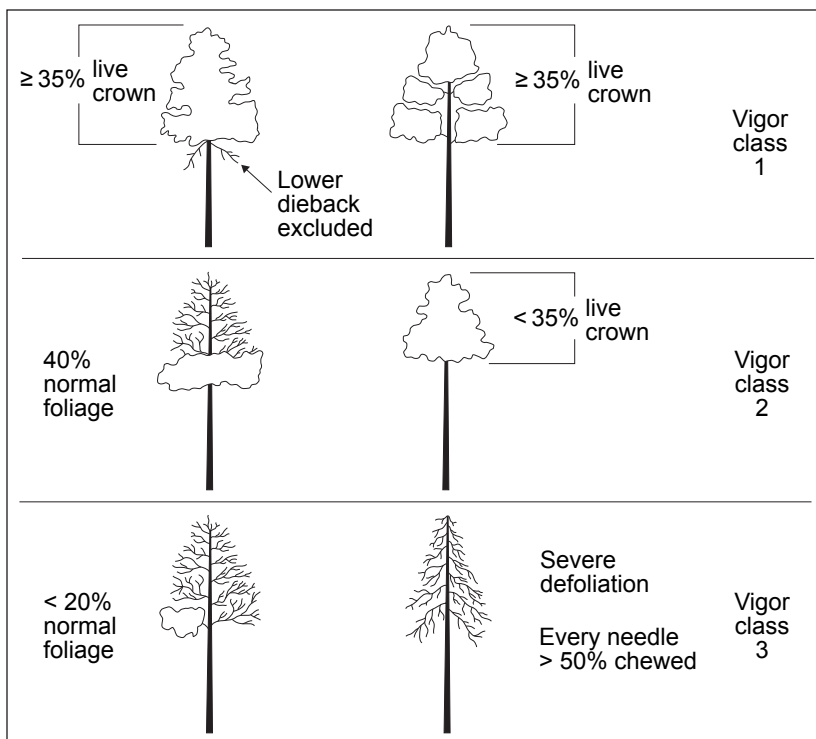 ≥ 35% live
crown
Lower
dieback
excluded
≥ 35% live
crown
Vigor
class
1
40%
normal
foliage
< 35% live
crown
Vigor
class
2
< 20%
normal
foliage
Severe
defoliation
Every needle
> 50% chewed
Vigor
class
3